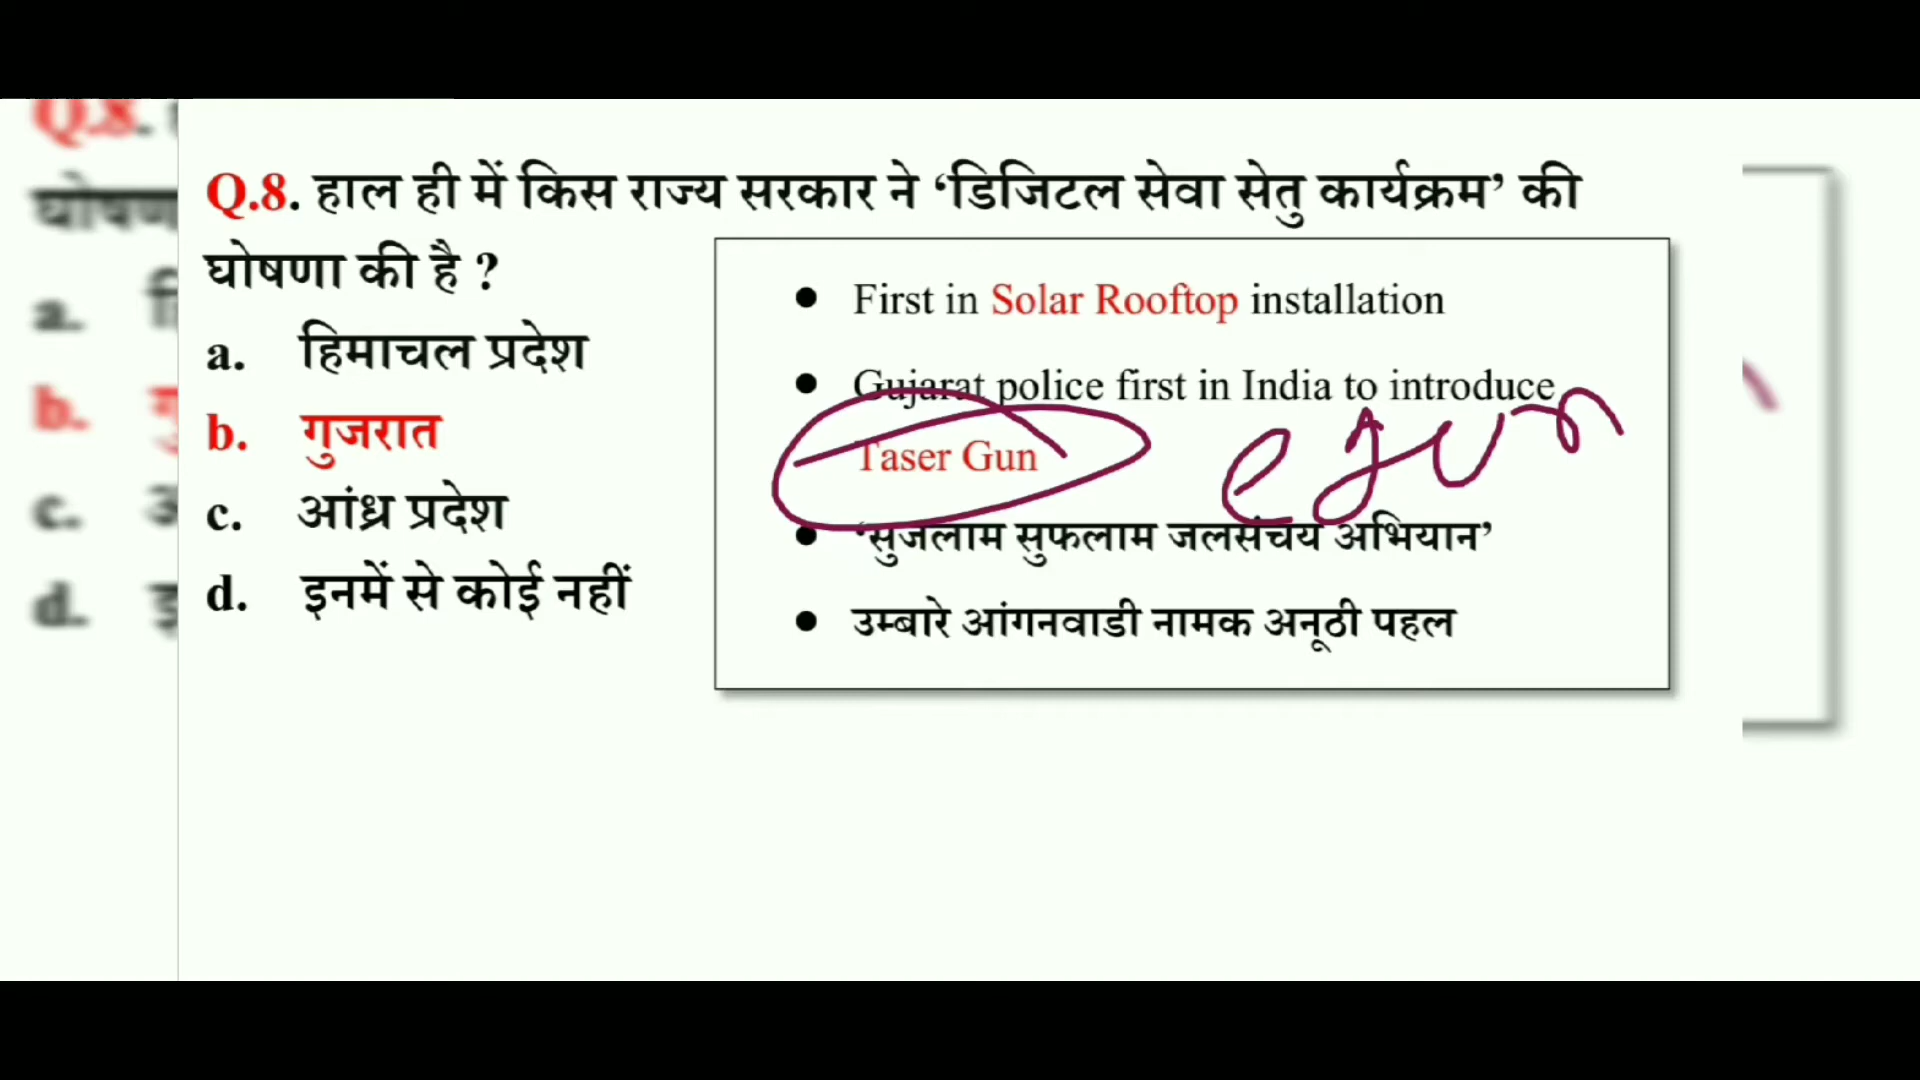 Q.8. हाल ही में किस राज्य सरकार ने ‘डिजिटल सेवा सेतु कार्यक्रम’ की
घोषणा की है ?
a. हिमाचल प्रदेश
b. गुजरात
c. आंध्र प्रदेश
d. इनमें से कोई नहीं
● First in Solar Rooftop installation
● Gujarat police first in India to introduce
Taser Gun
● ‘सुजलाम सुफलाम जलसंचय अभियान’
● उम्बारे आंगनवाडी नामक अनूठी पहल